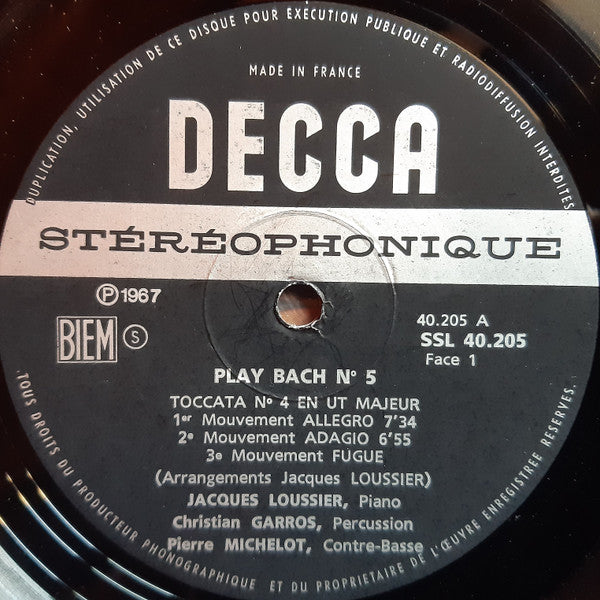 DUPLICATION, UTILISATION DE CE DISQUE POUR EXECUTION PUBLIQUE ET RADIODIFFUSION INTERDITES
MADE IN FRANCE
DECCA
STÉRÉOPHONIQUE
Ⓟ1967
BIEM Ⓢ
40.205 A
SSL 40.205
Face 1
PLAY BACH Nº 5
TOCCATA Nº 4 EN UT MAJEUR
1er Mouvement ALLEGRO 7'34
2e Mouvement ADAGIO 6'55
3e Mouvement FUGUE
(Arrangements Jacques LOUSSIER)
JACQUES LOUSSIER, Piano
Christian GARROS, Percussion
Pierre MICHELOT, Contre-Basse
TOUS DROITS DU PRODUCTEUR PHONOGRAPHIQUE ET DU PROPRIETAIRE DE L'ŒUVRE ENREGISTREE RESERVES.